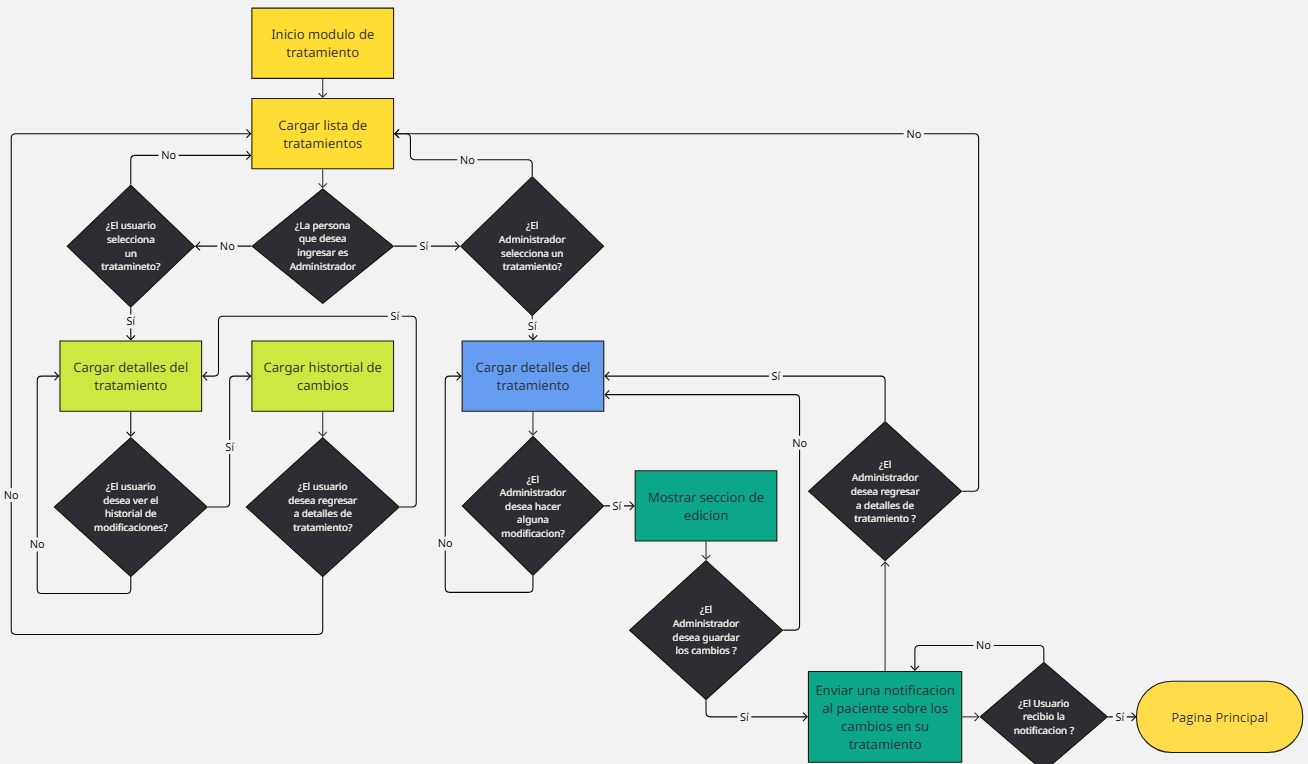 Inicio modulo de
tratamiento
Cargar lista de
tratamientos
No
No
No
¿El usuario
selecciona
un
tratamineto?
No
¿La persona
que desea
ingresar es
Administrador
Sí
¿El
Administrador
selecciona un
tratamiento?
Sí
Sí
Sí
Cargar detalles del
tratamiento
Cargar histortial de
cambios
Cargar detalles del
tratamiento
Sí
No
Sí
No
¿El usuario
desea ver el
historial de
modificaciones?
No
¿El usuario
desea regresar
a detalles de
tratamiento?
¿El
Administrador
desea hacer
alguna
modificacion?
No
Sí
Mostrar seccion de
edicion
¿El
Administrador
desea regresar
a detalles de
tratamiento ?
¿El
Administrador
desea guardar
los cambios ?
No
Sí
Enviar una notificacion
al paciente sobre los
cambios en su
tratamiento
¿El Usuario
recibio la
notificacion ?
Sí
Pagina Principal